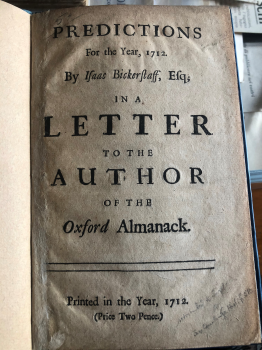 PREDICTIONS
For the Year, 1712.
By Isaac Bickerſtaff, Eſq;
IN A
LETTER
TO THE
AUTHOR
OF THE
Oxford Almanack.
Printed in the Year, 1712.
(Price Two Pence.)